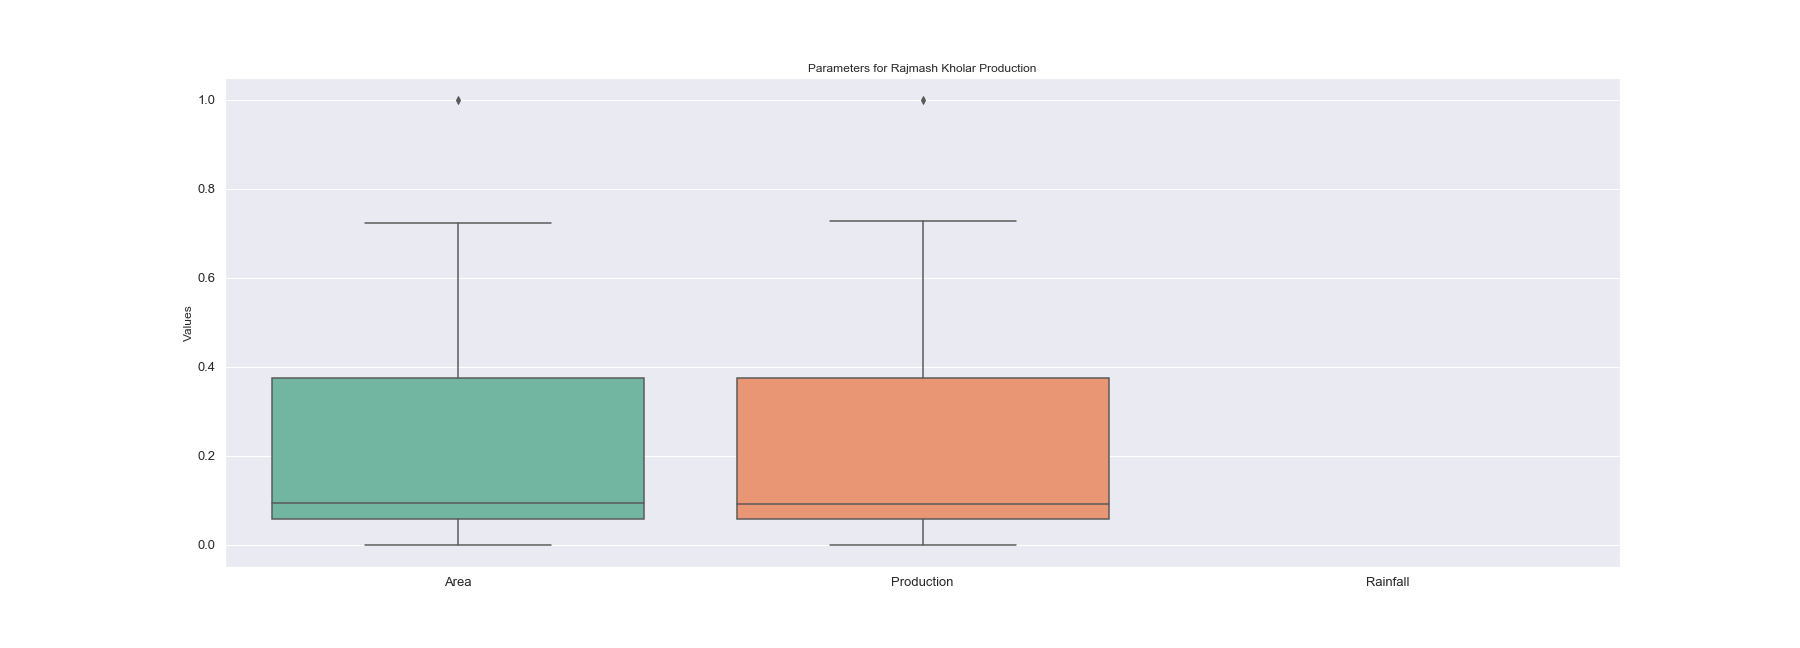 Parameters for Rajmash Kholar Production
1.0
0.8
0.6
0.4
0.2
0.0
Values
Area
Production
Rainfall